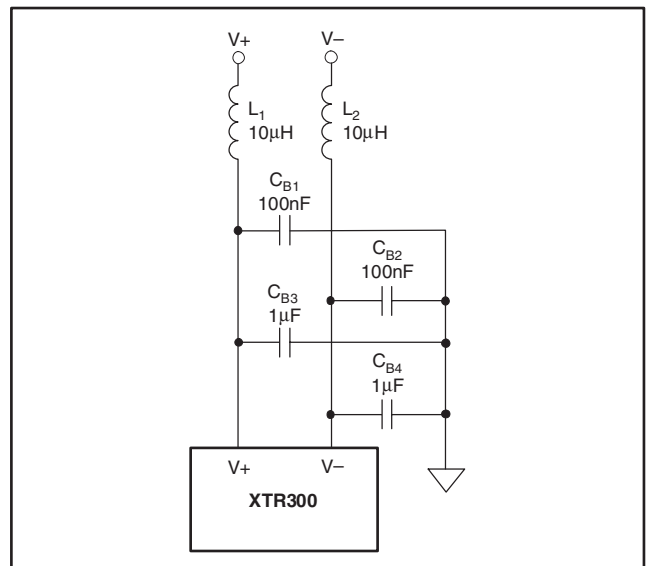 V+ V–
L1 L2
10μH 10μH
CB1
100nF
CB2
100nF
CB3
1μF
CB4
1μF
V+ V–
XTR300